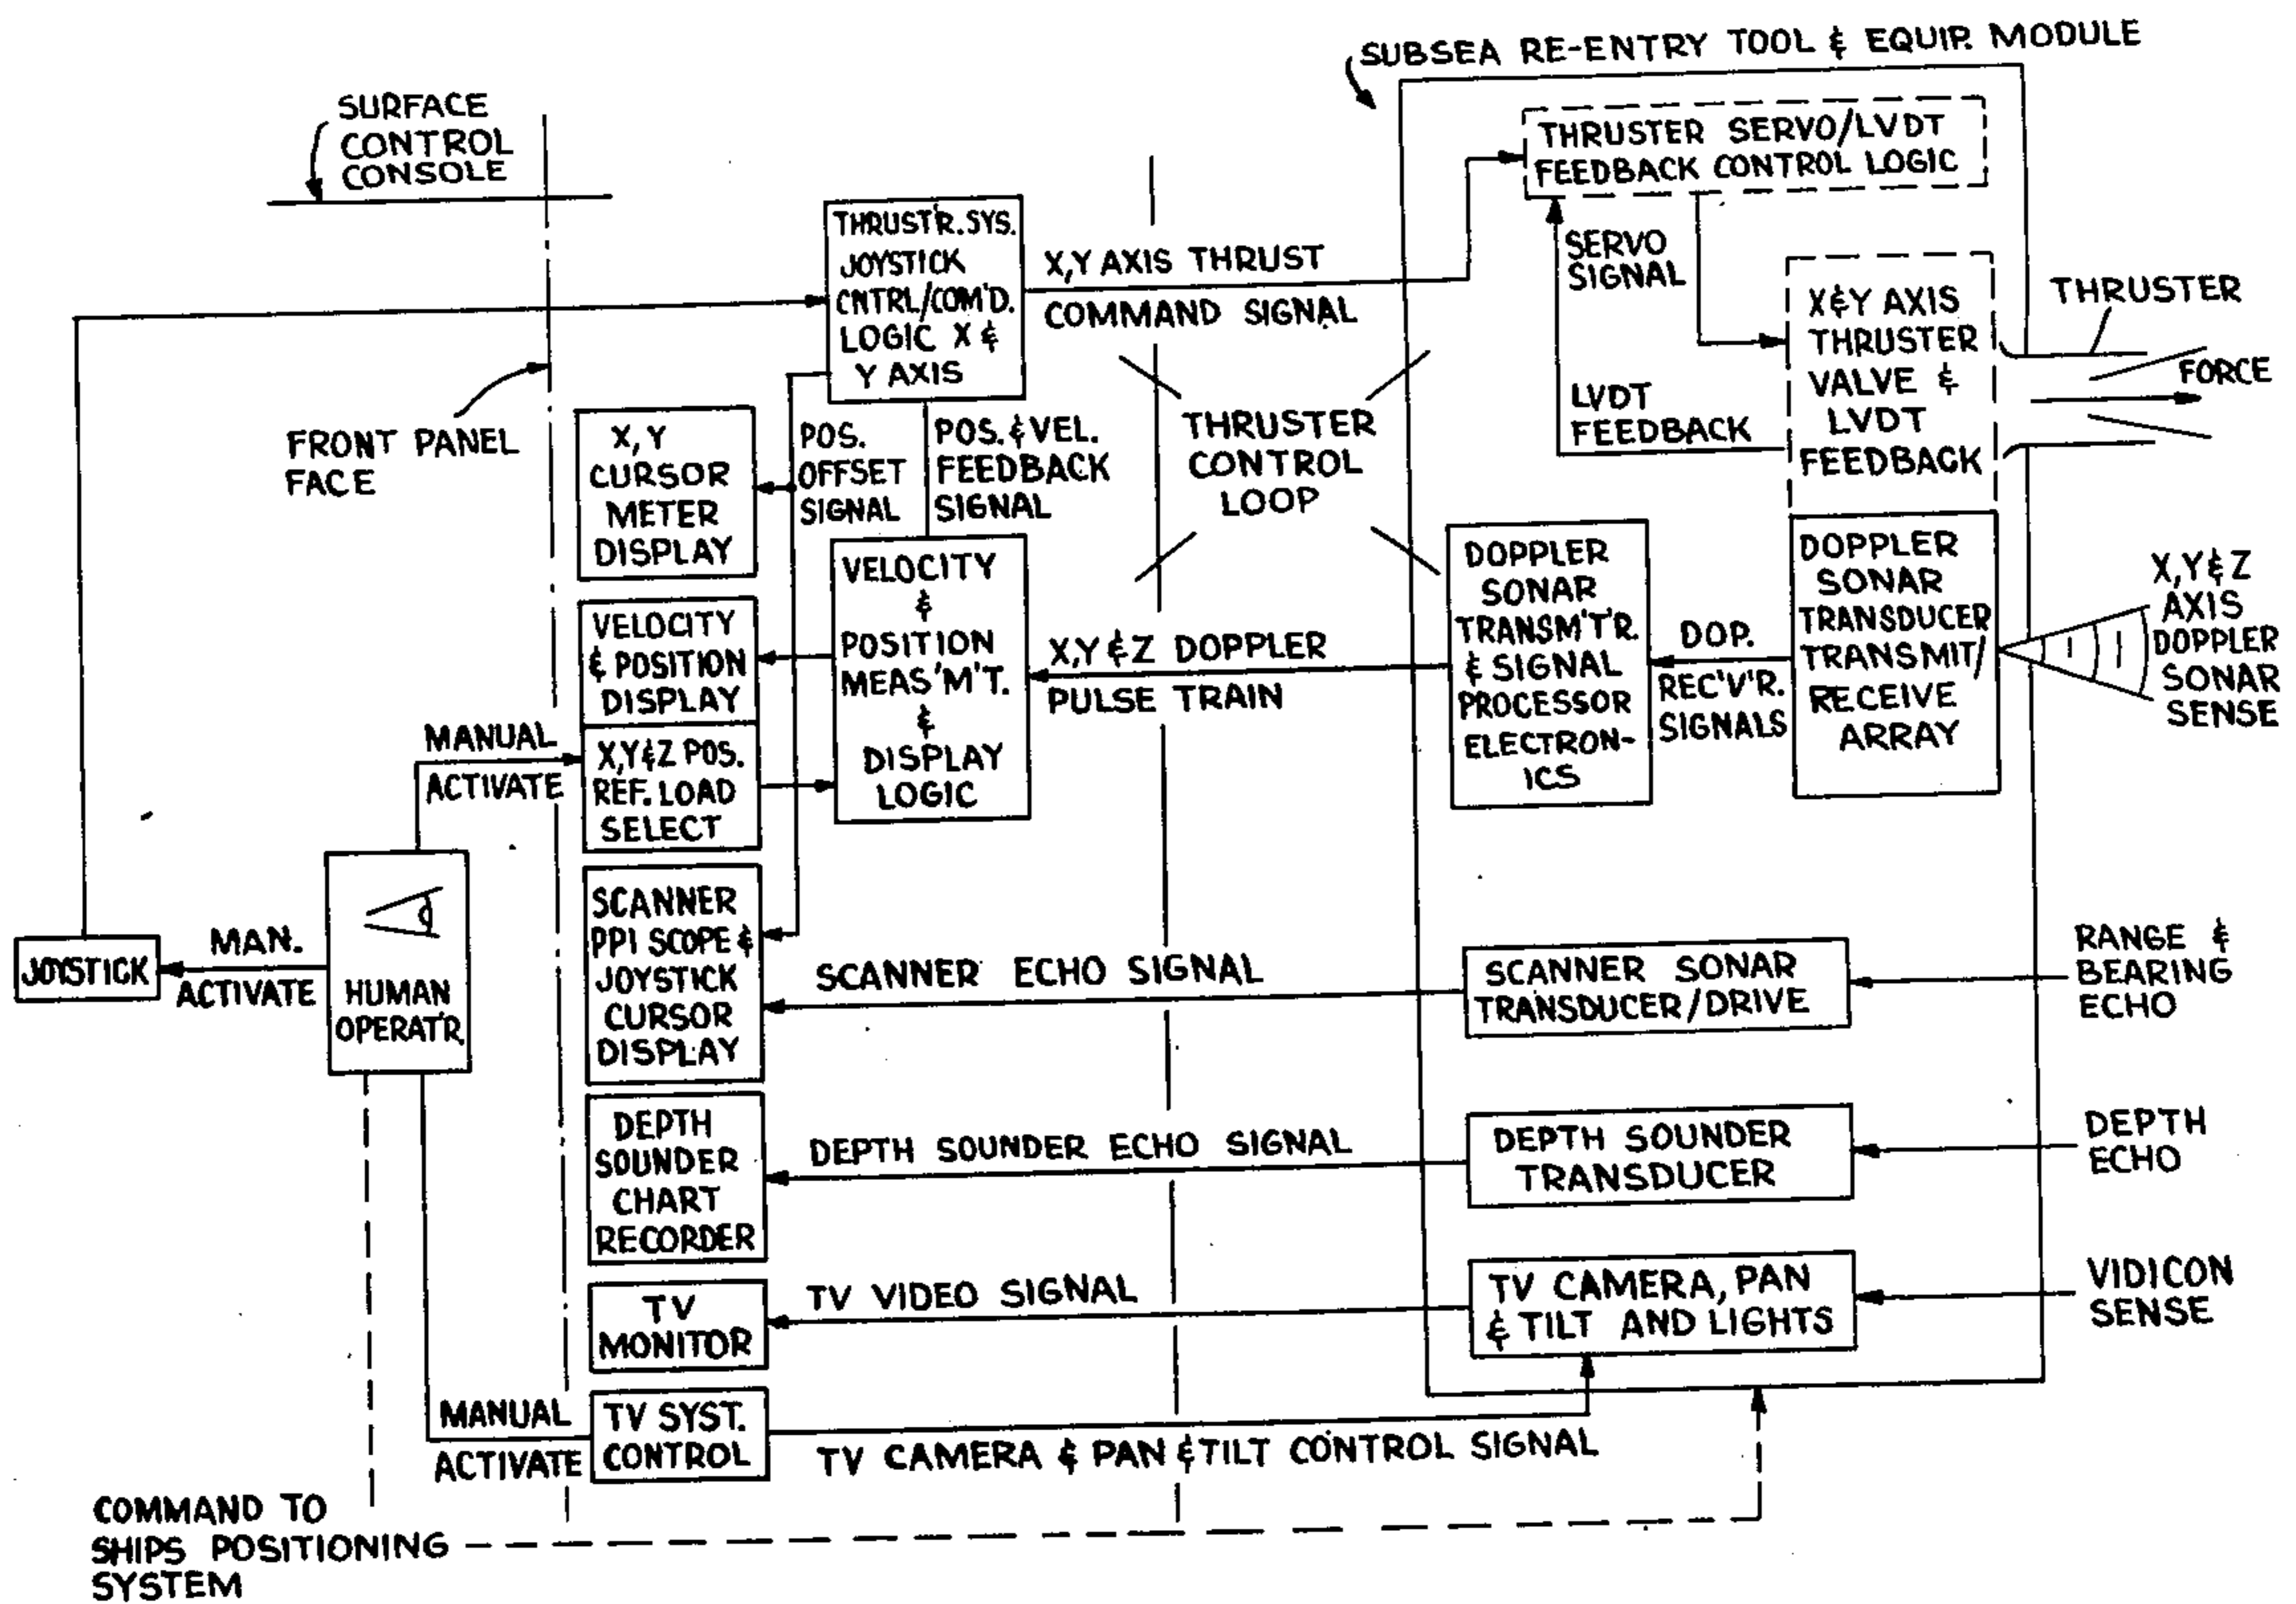 SUBSEA RE-ENTRY TOOL & EQUIP. MODULE
SURFACE
CONTROL
CONSOLE
THRUSTER SERVO/LVDT
FEEDBACK CONTROL LOGIC
THRUST'R. SYS.
JOYSTICK
CNTRL/COM'D.
LOGIC X &
Y AXIS
X,Y AXIS THRUST
COMMAND SIGNAL
SERVO
SIGNAL
X&Y AXIS
THRUSTER
VALVE &
LVDT
FEEDBACK
THRUSTER
FORCE
LVDT
FEEDBACK
FRONT PANEL
FACE
X, Y
CURSOR
METER
DISPLAY
POS.
OFFSET
SIGNAL
POS. & VEL.
FEEDBACK
SIGNAL
THRUSTER
CONTROL
LOOP
VELOCITY
& POSITION
DISPLAY
VELOCITY
&
POSITION
MEAS'M'T.
&
DISPLAY
LOGIC
X,Y & Z DOPPLER
PULSE TRAIN
DOPPLER
SONAR
TRANSM'T'R.
& SIGNAL
PROCESSOR
ELECTRON-
ICS
DOP.
REC'V'R.
SIGNALS
DOPPLER
SONAR
TRANSDUCER
TRANSMIT/
RECEIVE
ARRAY
X,Y & Z
AXIS
DOPPLER
SONAR
SENSE
MANUAL
ACTIVATE
X,Y&Z POS.
REF. LOAD
SELECT
JOYSTICK
MAN.
ACTIVATE
HUMAN
OPERAT'R.
SCANNER
PPI SCOPE &
JOYSTICK
CURSOR
DISPLAY
SCANNER ECHO SIGNAL
SCANNER SONAR
TRANSDUCER/DRIVE
RANGE &
BEARING
ECHO
DEPTH
SOUNDER
CHART
RECORDER
DEPTH SOUNDER ECHO SIGNAL
DEPTH SOUNDER
TRANSDUCER
DEPTH
ECHO
TV
MONITOR
TV VIDEO SIGNAL
TV CAMERA, PAN
& TILT AND LIGHTS
VIDICON
SENSE
MANUAL
ACTIVATE
TV SYST.
CONTROL
TV CAMERA & PAN & TILT CONTROL SIGNAL
COMMAND TO
SHIPS POSITIONING
SYSTEM